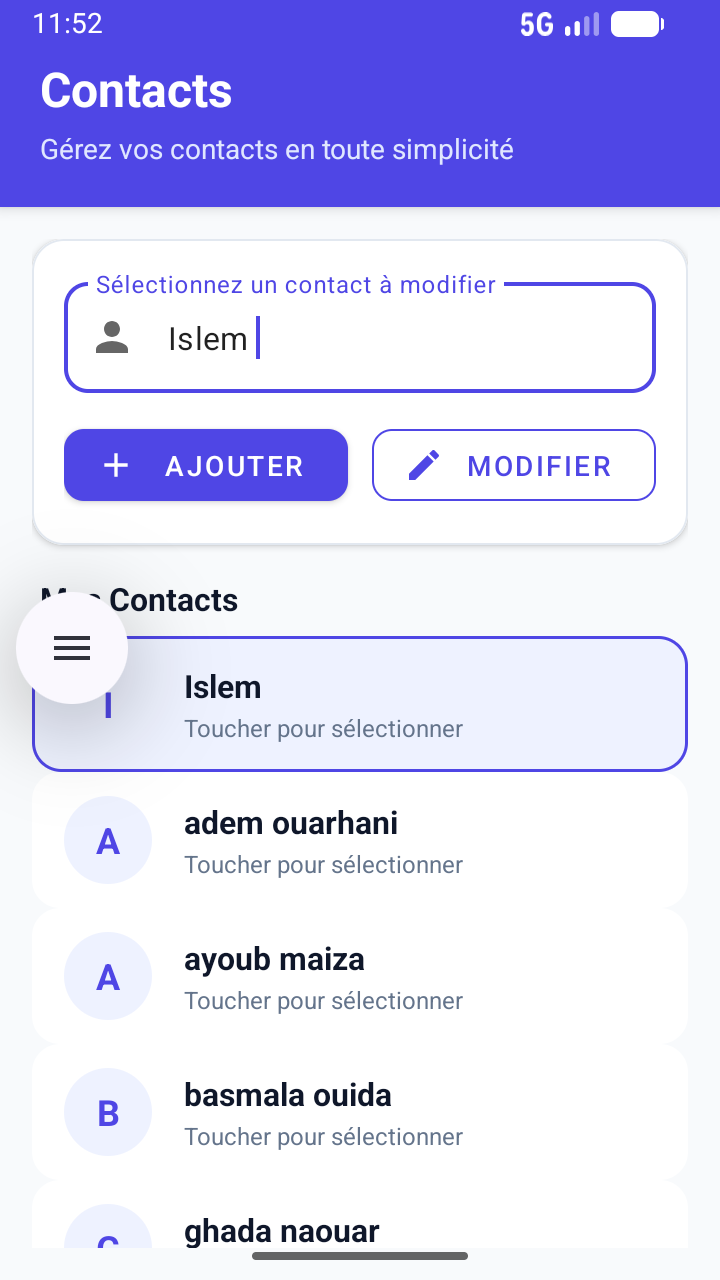 11:52
5G
Contacts
Gérez vos contacts en toute simplicité
Sélectionnez un contact à modifier
Islem
AJOUTER
MODIFIER
Contacts
I
Islem
Toucher pour sélectionner
A
adem ouarhani
Toucher pour sélectionner
A
ayoub maiza
Toucher pour sélectionner
B
basmala ouida
Toucher pour sélectionner
ghada naouar